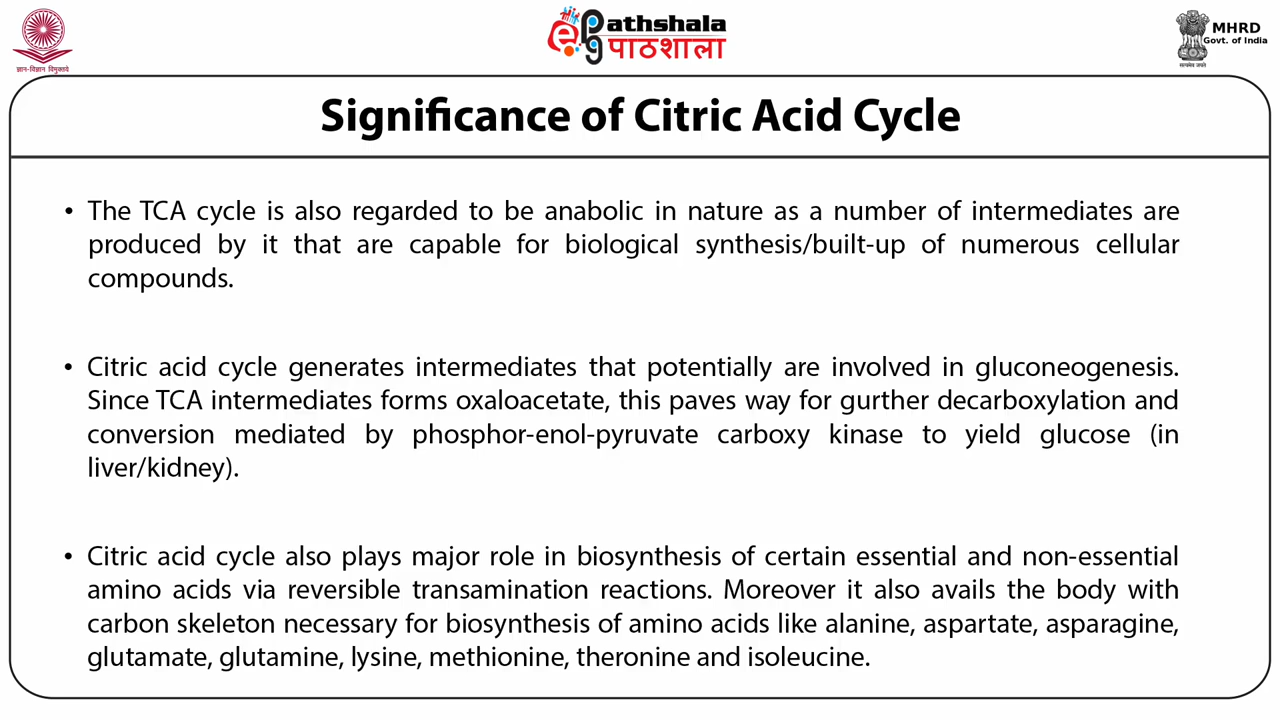 ज्ञान-विज्ञान विमुक्तये
epg
athshala
पाठशाला
MHRD
Govt. of India
सत्यमेव जयते
Significance of Citric Acid Cycle
• The TCA cycle is also regarded to be anabolic in nature as a number of intermediates are
produced by it that are capable for biological synthesis/built-up of numerous cellular
compounds.
• Citric acid cycle generates intermediates that potentially are involved in gluconeogenesis.
Since TCA intermediates forms oxaloacetate, this paves way for gurther decarboxylation and
conversion mediated by phosphor-enol-pyruvate carboxy kinase to yield glucose (in
liver/kidney).
• Citric acid cycle also plays major role in biosynthesis of certain essential and non-essential
amino acids via reversible transamination reactions. Moreover it also avails the body with
carbon skeleton necessary for biosynthesis of amino acids like alanine, aspartate, asparagine,
glutamate, glutamine, lysine, methionine, theronine and isoleucine.